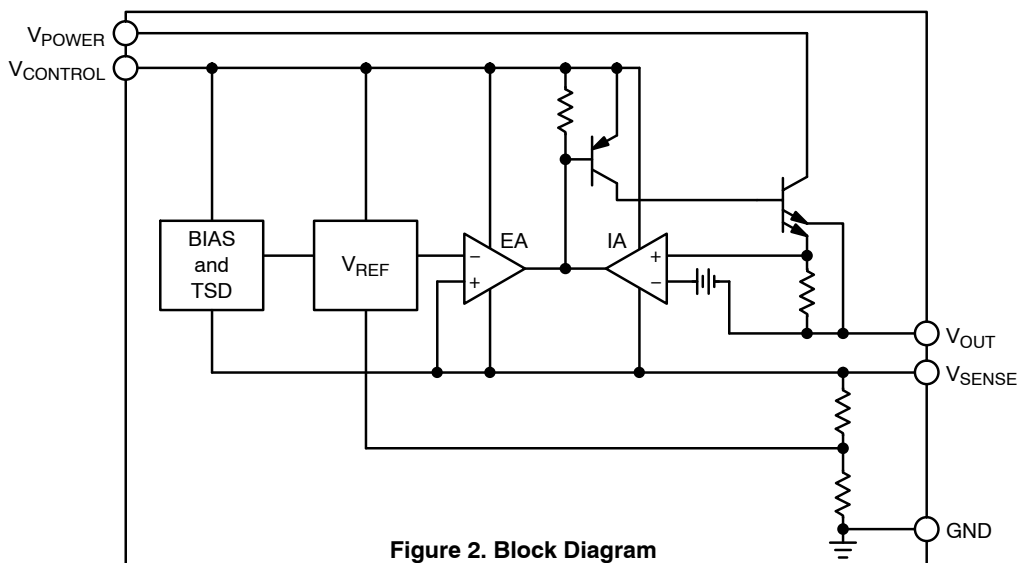 VPOWER
VCONTROL
BIAS
and
TSD
VREF
EA
−
+
IA
+
−
VOUT
VSENSE
GND
Figure 2. Block Diagram